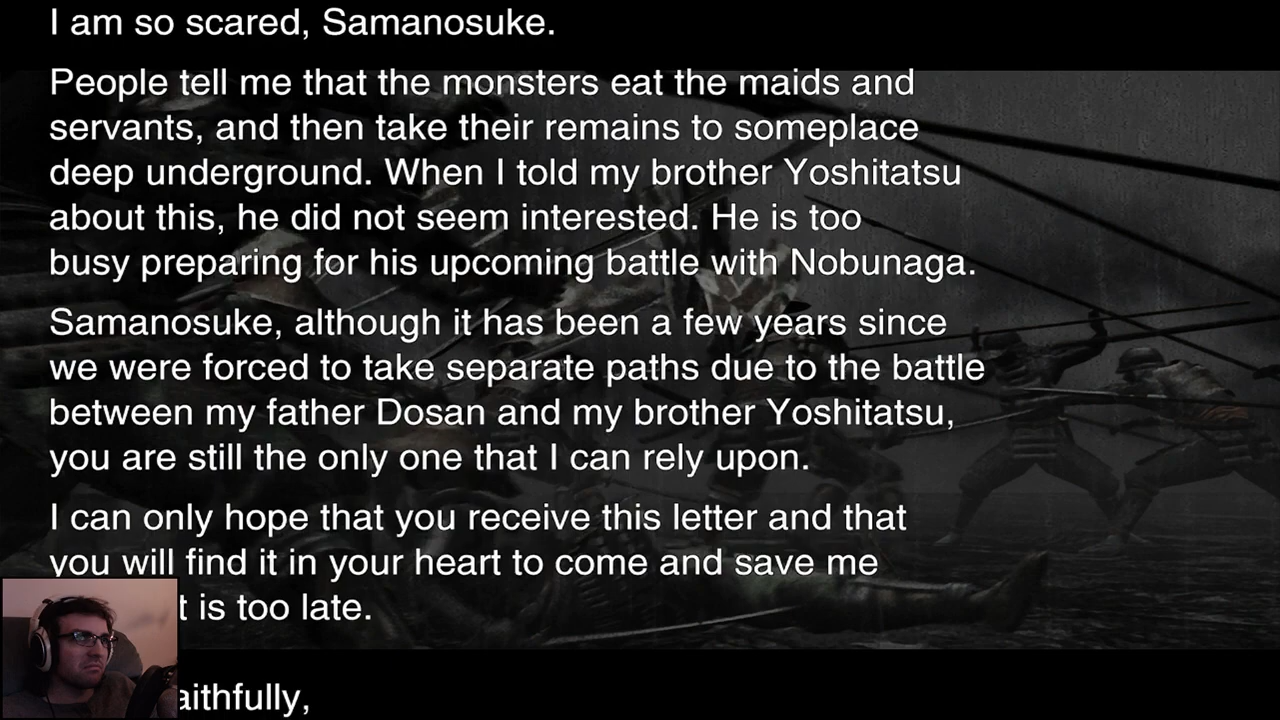 I am so scared, Samanosuke.
People tell me that the monsters eat the maids and
servants, and then take their remains to someplace
deep underground. When I told my brother Yoshitatsu
about this, he did not seem interested. He is too
busy preparing for his upcoming battle with Nobunaga.
Samanosuke, although it has been a few years since
we were forced to take separate paths due to the battle
between my father Dosan and my brother Yoshitatsu,
you are still the only one that I can rely upon.
I can only hope that you receive this letter and that
you will find it in your heart to come and save me
t is too late.
aithfully,